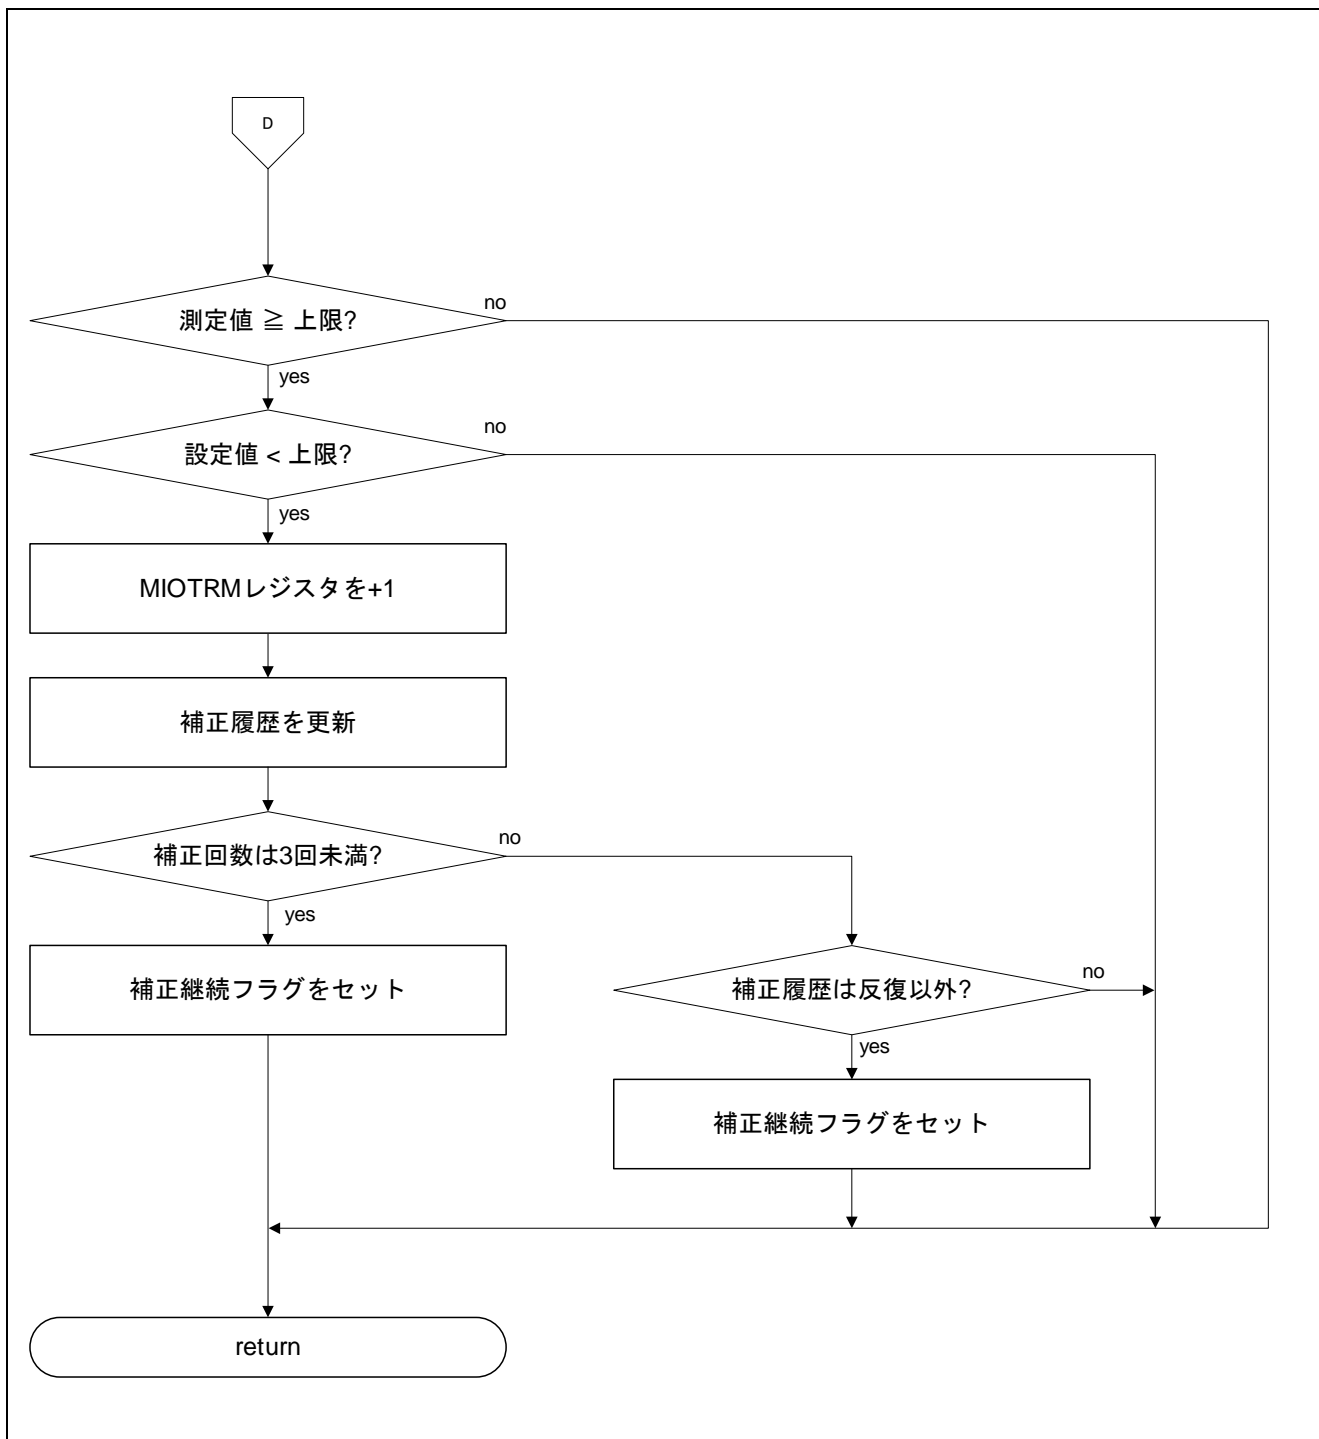 D
測定値 ≧ 上限?
no
yes
設定値 < 上限?
no
yes
MIOTRMレジスタを+1
補正履歴を更新
補正回数は3回未満?
no
yes
補正継続フラグをセット
補正履歴は反復以外?
no
yes
補正継続フラグをセット
return